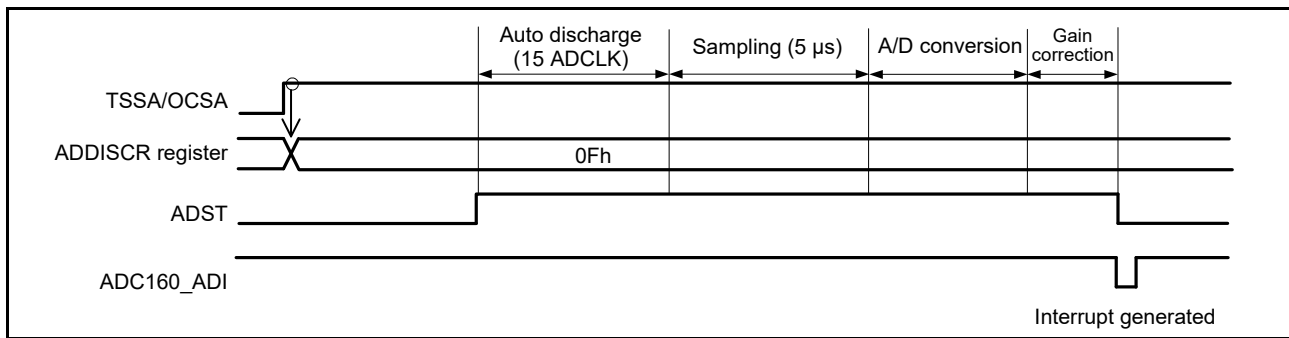 Auto discharge
(15 ADCLK)
Sampling (5 µs)
A/D conversion
Gain
correction
TSSA/OCSA
ADDISCR register
0Fh
ADST
ADC160_ADI
Interrupt generated